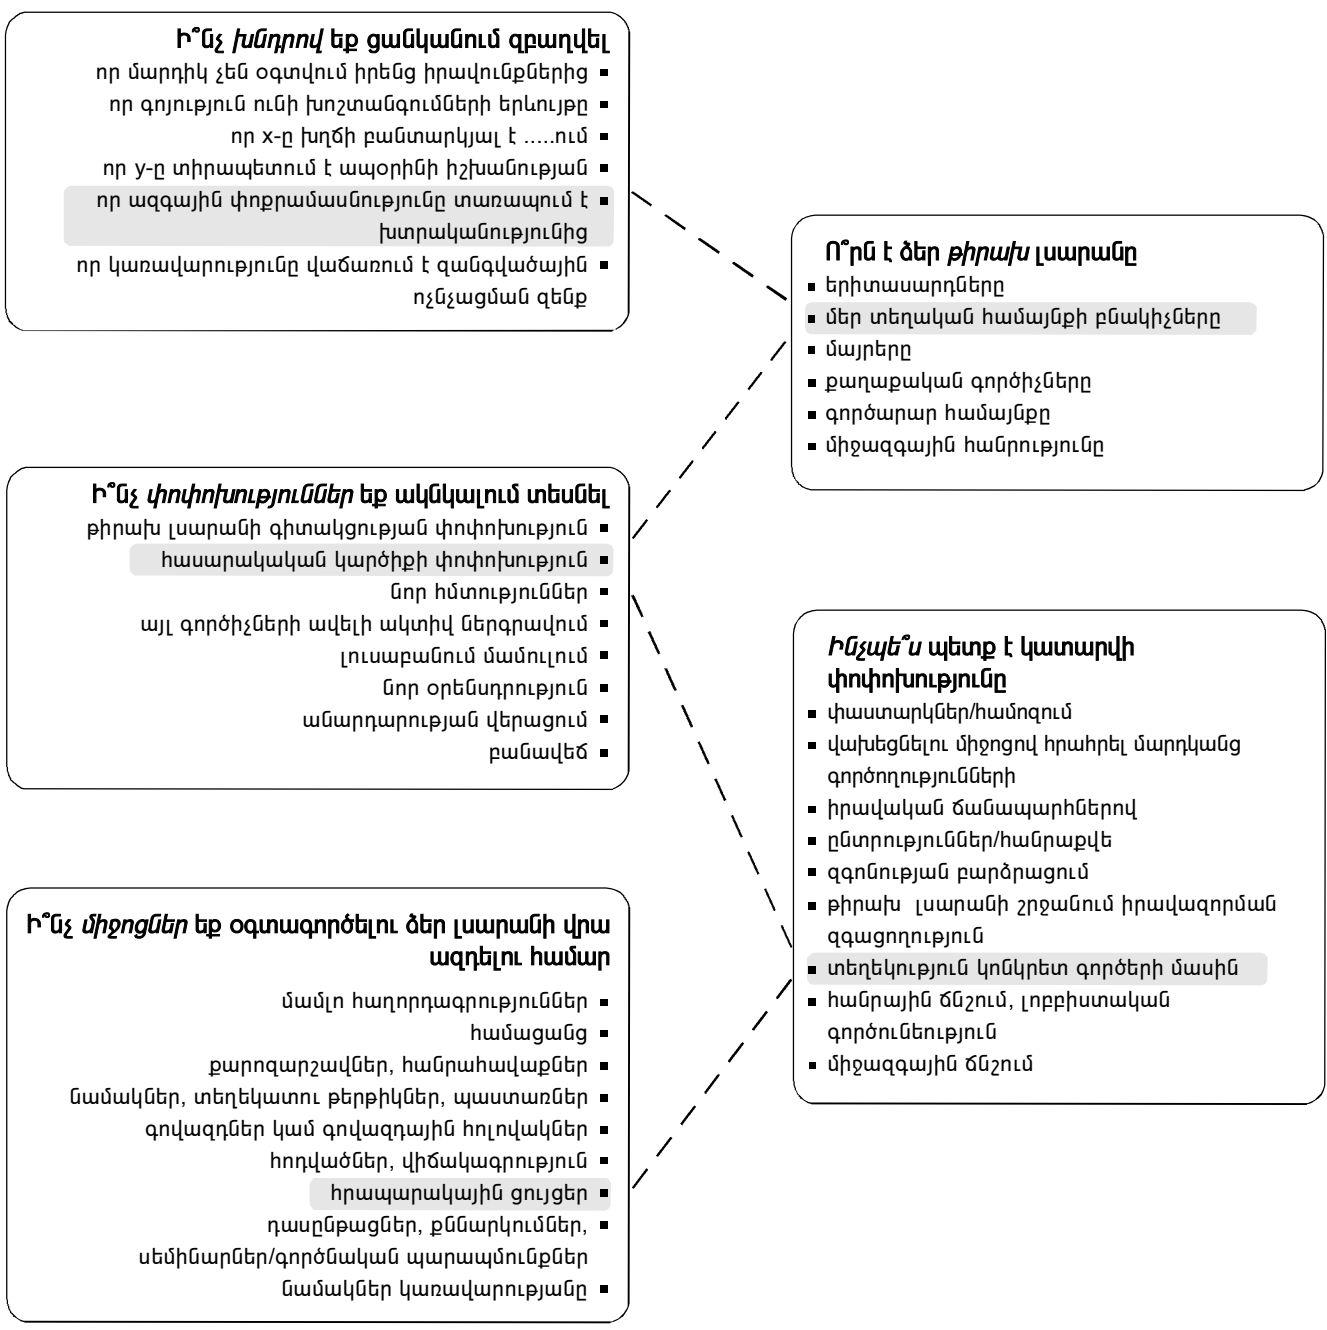 Ի՞նչ խնդրով եք ցանկանում զբաղվել
որ մարդիկ չեն օգտվում իրենց իրավունքներից
որ գոյություն ունի խոշտանգումների երևույթը
որ x-ը խղճի բանտարկյալ է .....ում
որ y-ը տիրապետում է ապօրինի իշխանության
որ ազգային փոքրամասնությունը տառապում է
խտրականությունից
որ կառավարությունը վաճառում է զանգվածային
ոչնչացման զենք
Ո՞րն է ձեր թիրախ լսարանը
երիտասարդները
մեր տեղական համայնքի բնակիչները
մայրերը
քաղաքական գործիչները
գործարար համայնքը
միջազգային հանրությունը
Ի՞նչ փոփոխություններ եք ակնկալում տեսնել
թիրախ լսարանի գիտակցության փոփոխություն
հասարակական կարծիքի փոփոխություն
նոր հմտություններ
այլ գործիչների ավելի ակտիվ ներգրավում
լուսաբանում մամուլում
նոր օրենսդրություն
անարդարության վերացում
բանավեճ
Ինչպե՞ս պետք է կատարվի
փոփոխությունը
փաստարկներ/համոզում
վախեցնելու միջոցով հրահրել մարդկանց
գործողությունների
իրավական ճանապարհներով
ընտրություններ/հանրաքվե
զգոնության բարձրացում
թիրախ լսարանի շրջանում իրավազորման
զգացողություն
տեղեկություն կոնկրետ գործերի մասին
հանրային ճնշում, լոբբիստական
գործունեություն
միջազգային ճնշում
Ի՞նչ միջոցներ եք օգտագործելու ձեր լսարանի վրա
ազդելու համար
մամլո հաղորդագրություններ
համացանց
քարոզարշավներ, հանրահավաքներ
նամակներ, տեղեկատու թերթիկներ, պաստառներ
գովազդներ կամ գովազդային հոլովակներ
հոդվածներ, վիճակագրություն
հրապարակային ցույցեր
դասընթացներ, քննարկումներ,
սեմինարներ/գործնական պարապմունքներ
նամակներ կառավարությանը